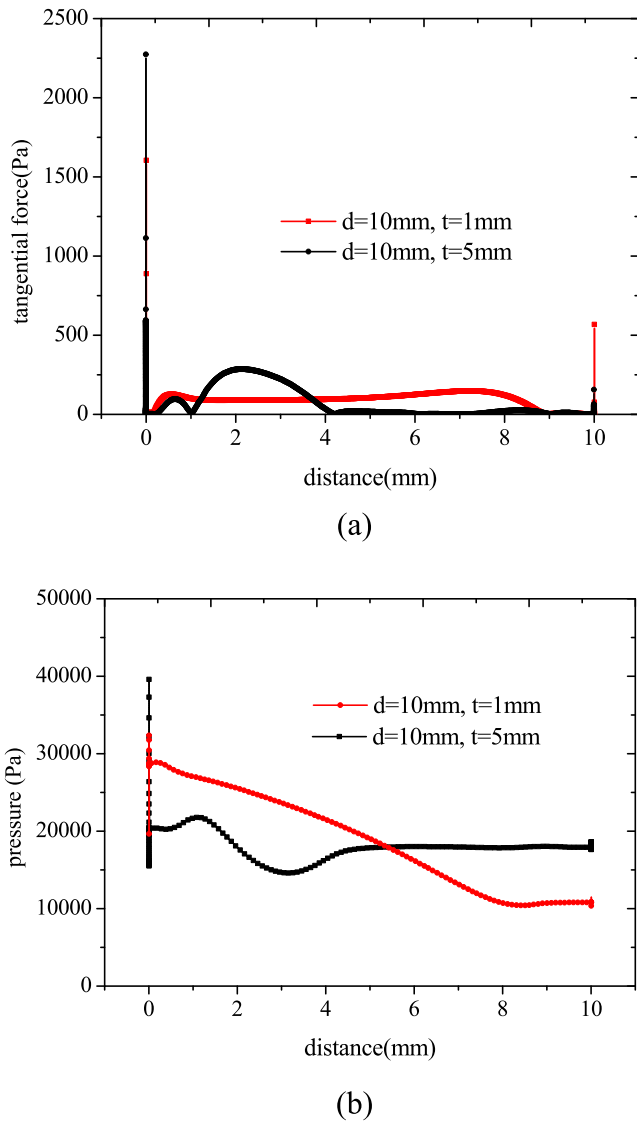 2500
2000
1500
1000
500
0
tangential force(Pa)
d=10mm, t=1mm
d=10mm, t=5mm
0 2 4 6 8 10
distance(mm)
(a)
50000
40000
30000
20000
10000
0
pressure (Pa)
d=10mm, t=1mm
d=10mm, t=5mm
0 2 4 6 8 10
distance(mm)
(b)